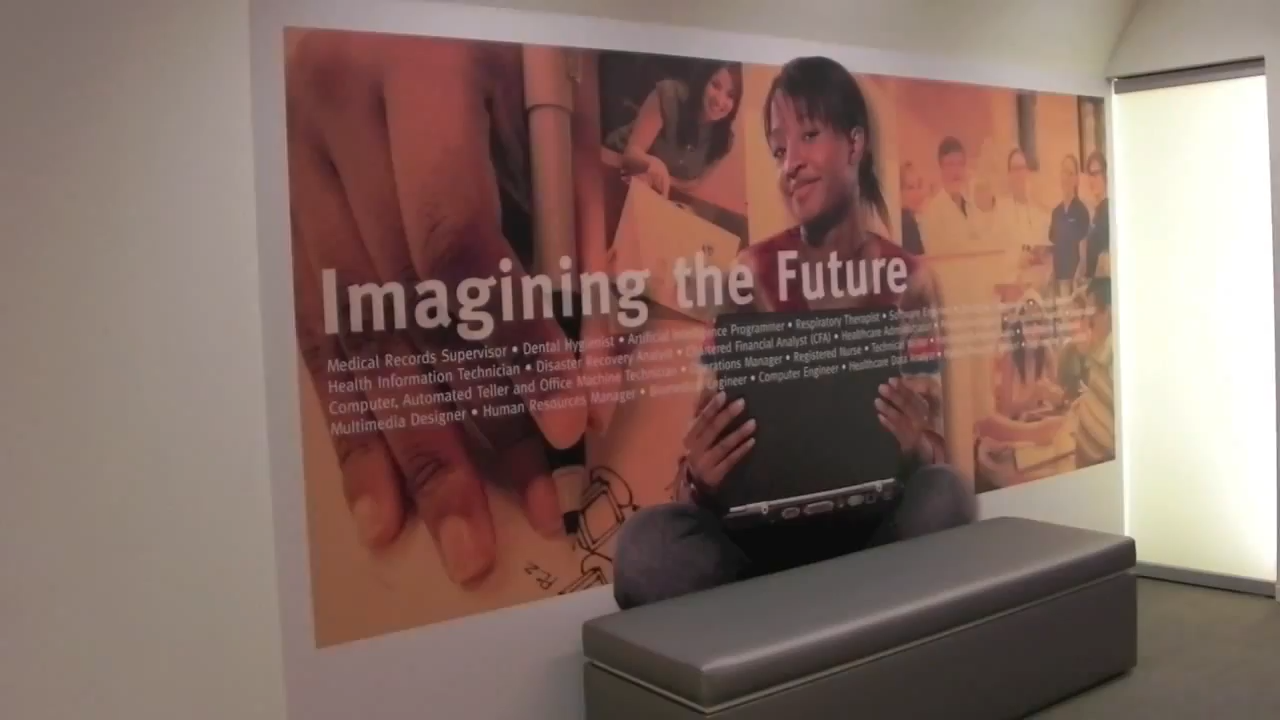 Imagining the Future
Medical Records Supervisor • Dental Hygienist • Artificial Intelligence Programmer • Respiratory Therapist • Software
Health Information Technician • Disaster Recovery Analyst • Chartered Financial Analyst (CFA) • Healthcare Administrator •
Computer, Automated Teller and Office Machine Technician • Operations Manager • Registered Nurse • Technical
Multimedia Designer • Human Resources Manager • Biomedical Engineer • Computer Engineer • Healthcare Data Analyst